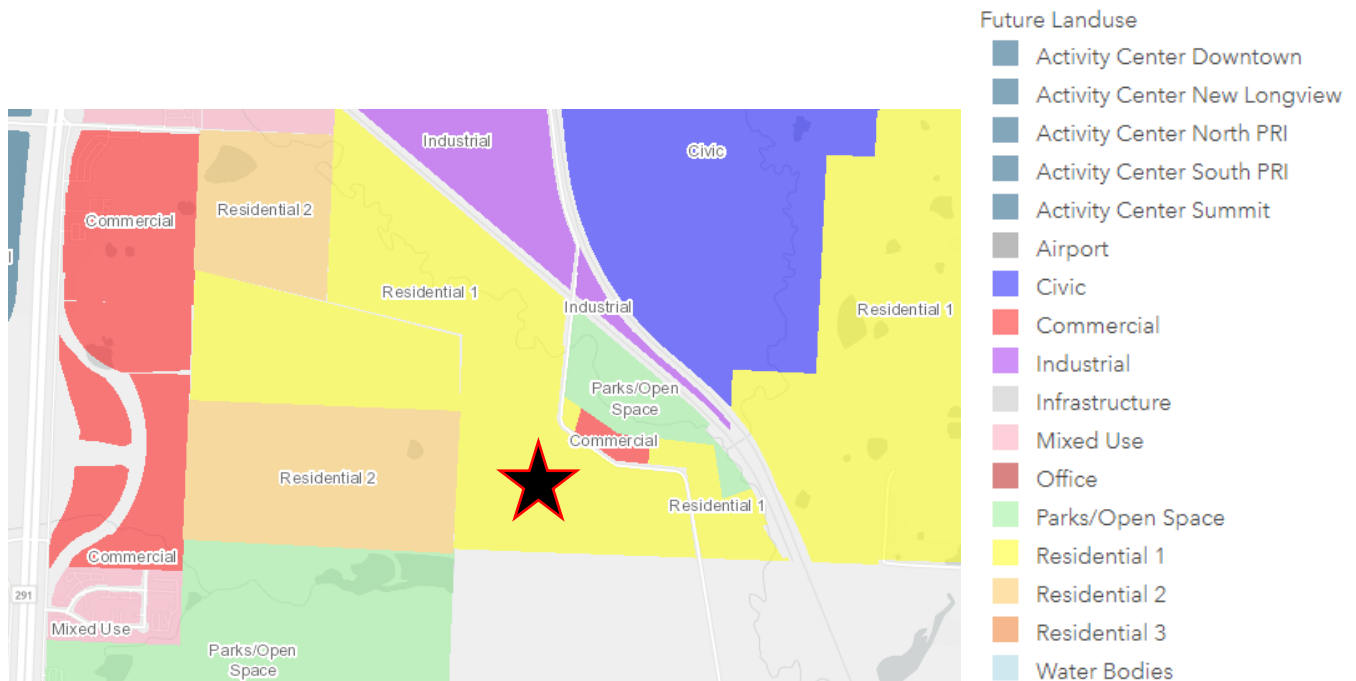 Future Landuse
Activity Center Downtown
Activity Center New Longview
Activity Center North PRI
Activity Center South PRI
Activity Center Summit
Airport
Civic
Commercial
Industrial
Infrastructure
Mixed Use
Office
Parks/Open Space
Residential 1
Residential 2
Residential 3
Water Bodies
Industrial
Civic
Residential 2
Commercial
l
Residential 1
Industrial
Residential 1
Parks/Open
Space
Commercial
Residential 2
Residential 1
Commercial
291
Mixed Use
Parks/Open
Space